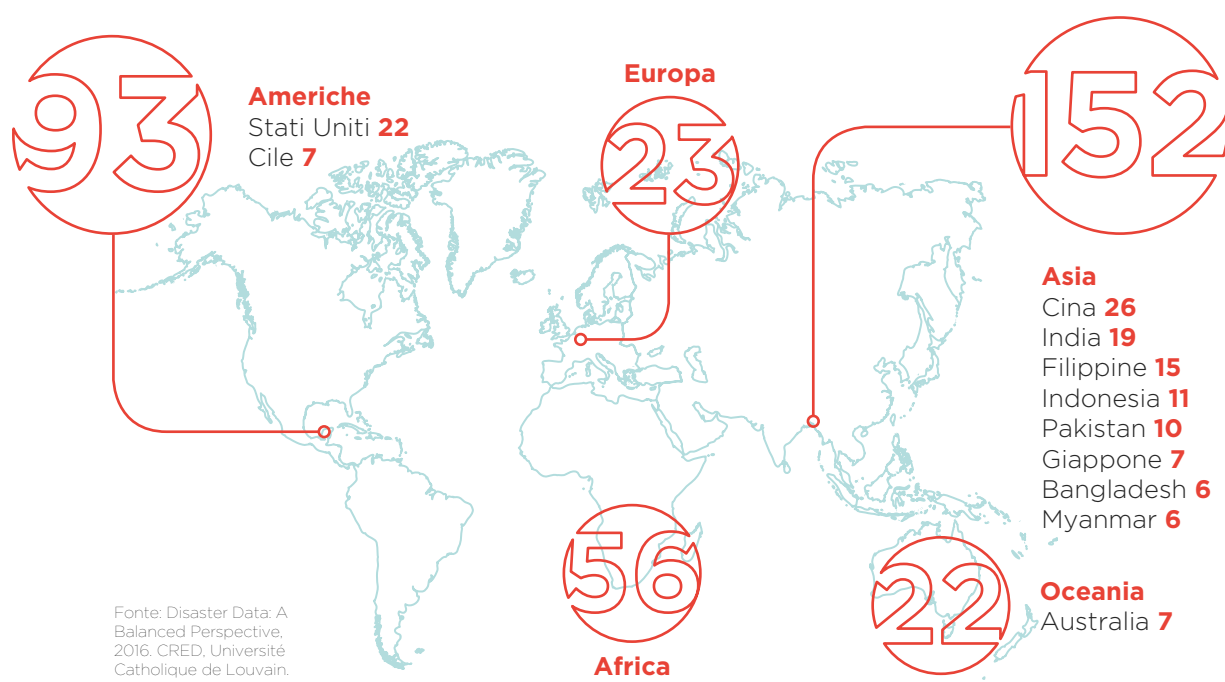 93
Americhe
Stati Uniti 22
Cile 7
Europa
23
152
Asia
Cina 26
India 19
Filippine 15
Indonesia 11
Pakistan 10
Giappone 7
Bangladesh 6
Myanmar 6
56
Africa
22
Oceania
Australia 7
Fonte: Disaster Data: A
Balanced Perspective,
2016. CRED, Université
Catholique de Louvain.